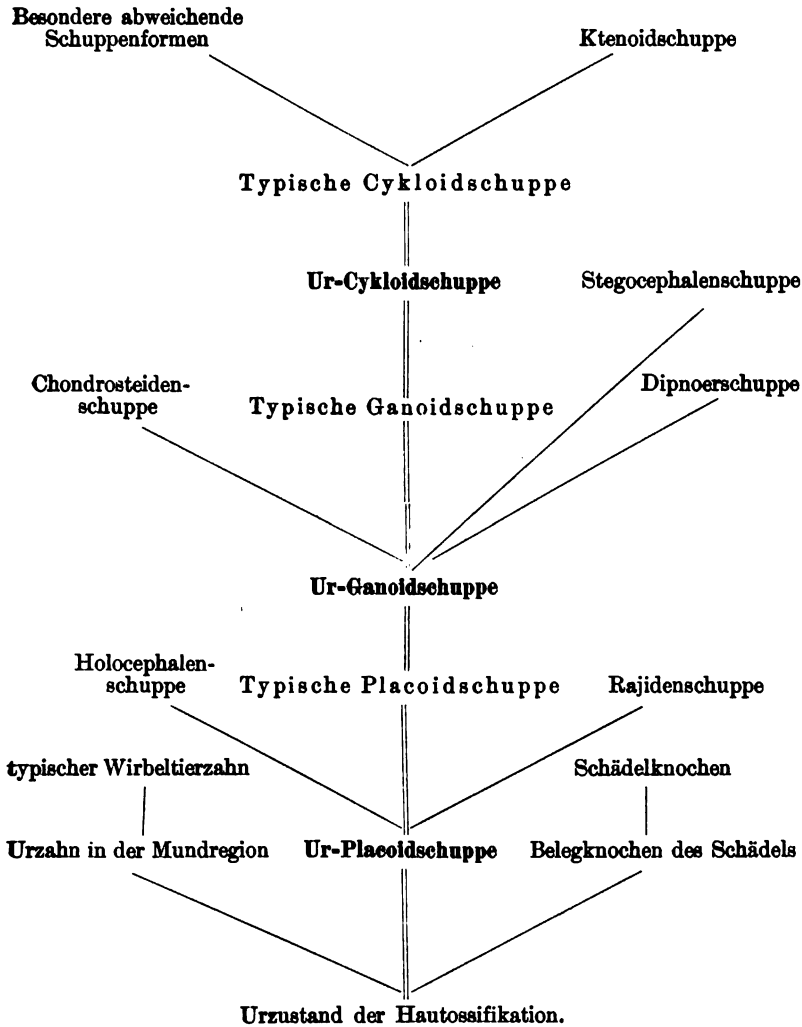 Besondere abweichende
Schuppenformen
Ktenoidschuppe
Typische Cykloidschuppe
Ur-Cykloidschuppe
Stegocephalenschuppe
Chondrosteiden-
schuppe
Typische Ganoidschuppe
Dipnoerschuppe
Ur-Ganoidschuppe
Holocephalen-
schuppe
Typische Placoidschuppe
Rajidenschuppe
typischer Wirbeltierzahn
Schädelknochen
Urzahn in der Mundregion
Ur-Placoidschuppe
Belegknochen des Schädels
Urzustand der Hautossifikation.